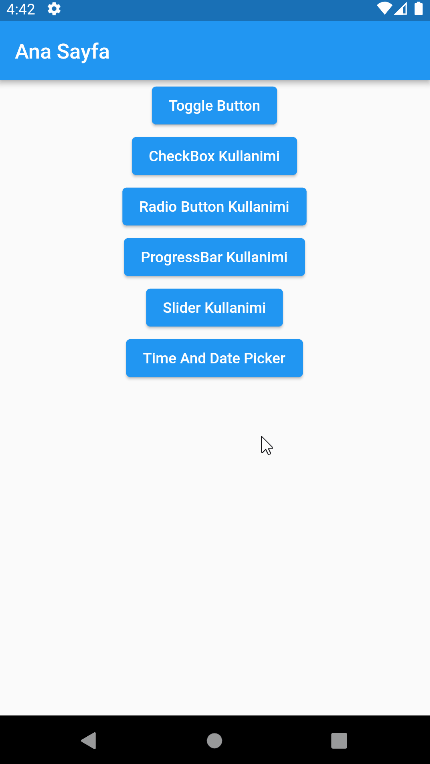 4:42
Ana Sayfa
Toggle Button
CheckBox Kullanimi
Radio Button Kullanimi
ProgressBar Kullanimi
Slider Kullanimi
Time And Date Picker